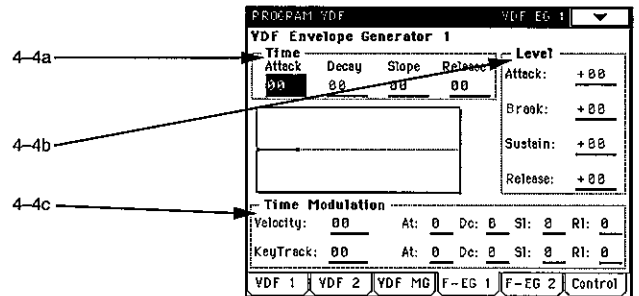 PROGRAM VDF VDF EG 1
VDF Envelope Generator 1
4-4a
Time
Attack Decay Slope Release
00 00 00 00
Level
Attack: +00
Break: +00
Sustain: +00
Release: +00
4-4b
4-4c
Time Modulation
Velocity: 00 At: 0 Dc: 0 Sl: 0 Rl: 0
KeyTrack: 00 At: 0 Dc: 0 Sl: 0 Rl: 0
VDF 1 VDF 2 VDF MG F-EG 1 F-EG 2 Control